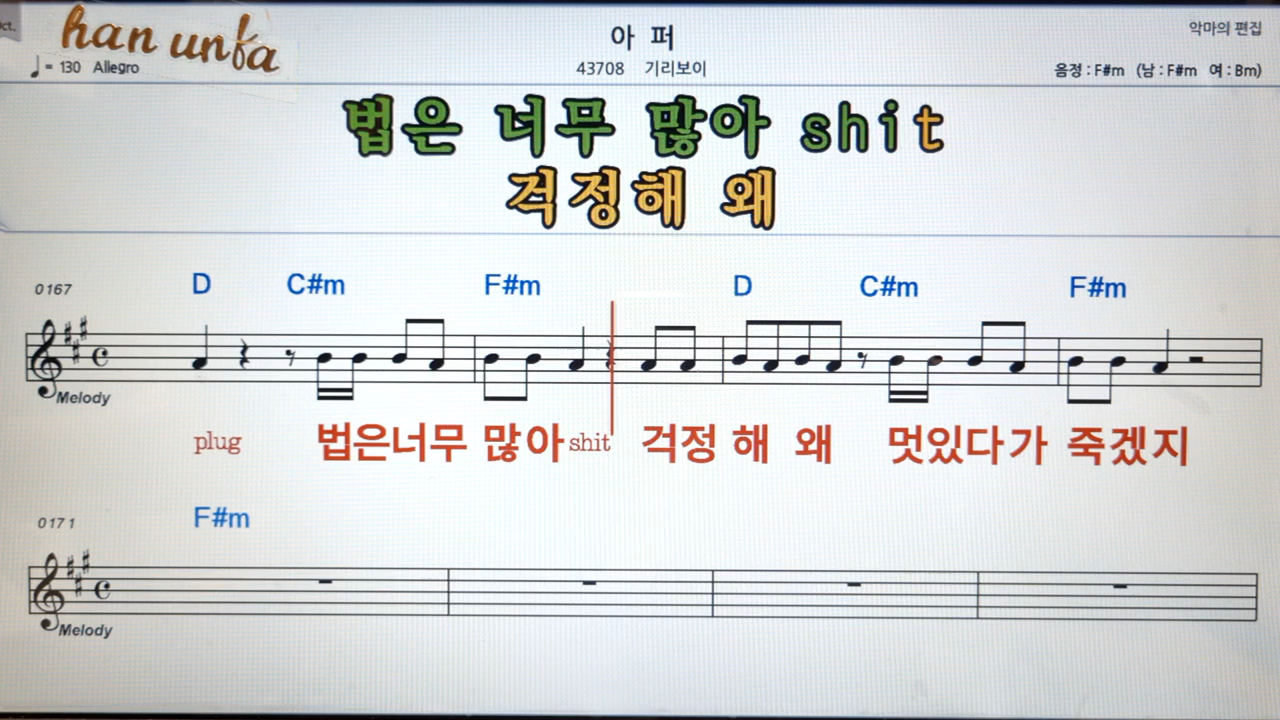 ct.
han unfa
♩= 130 Allegro
아 퍼
43708 기리보이
악마의 편집
음정 : F#m (남 : F#m 여 : Bm)
법은 너무 많아 shit
걱정해 왜
0167
D C#m F#m D C#m F#m
Melody
plug 법은너무 많아 shit 걱정 해 왜 멋있다가 죽겠지
0171
F#m
Melody